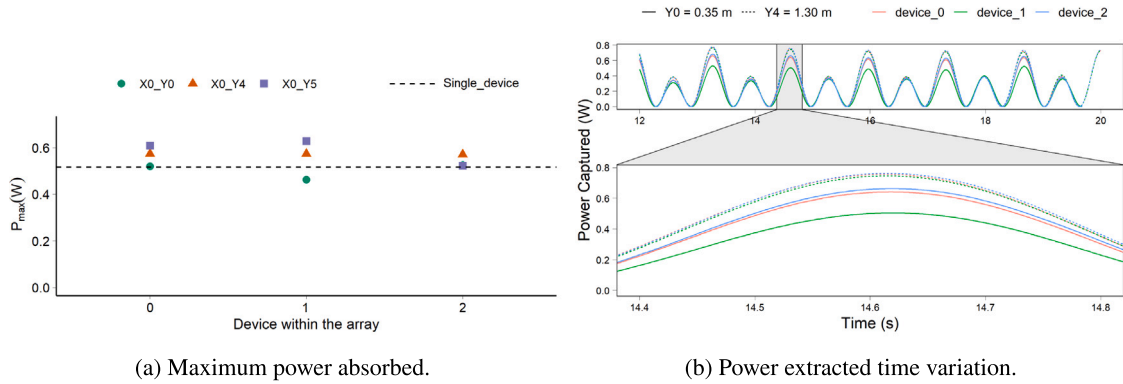 X0_Y0 X0_Y4 X0_Y5 Single_device
Pmax(W)
0.6
0.4
0.2
0.0
0 1 2
Device within the array
(a) Maximum power absorbed.
Y0 = 0.35 m Y4 = 1.30 m device_0 device_1 device_2
Power Captured (W)
0.8
0.6
0.4
0.2
0.0
12 14 16 18 20
0.8
0.6
0.4
0.2
0.0
14.4 14.5 14.6 14.7 14.8
Time (s)
(b) Power extracted time variation.